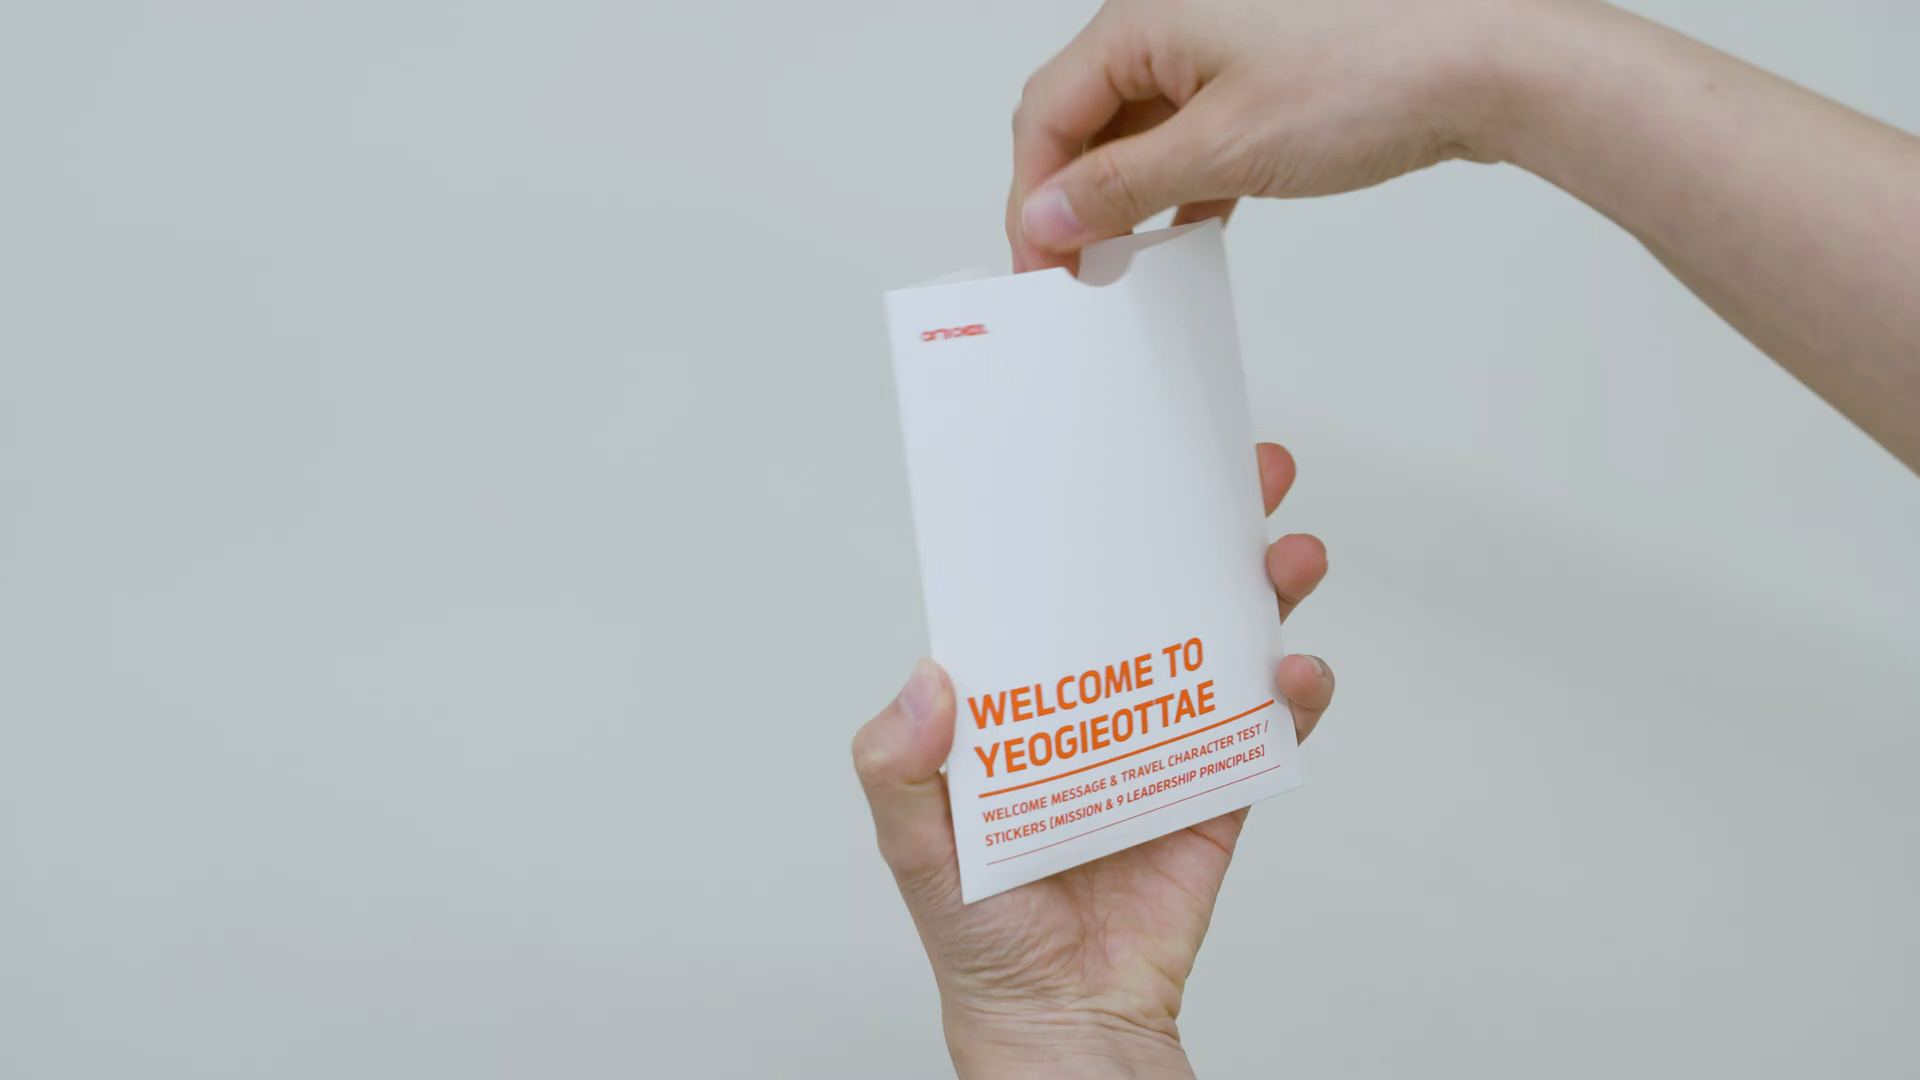 WELCOME TO
YEOGIEOTTAE
WELCOME MESSAGE & TRAVEL CHARACTER TEST /
STICKERS [MISSION & 9 LEADERSHIP PRINCIPLES]